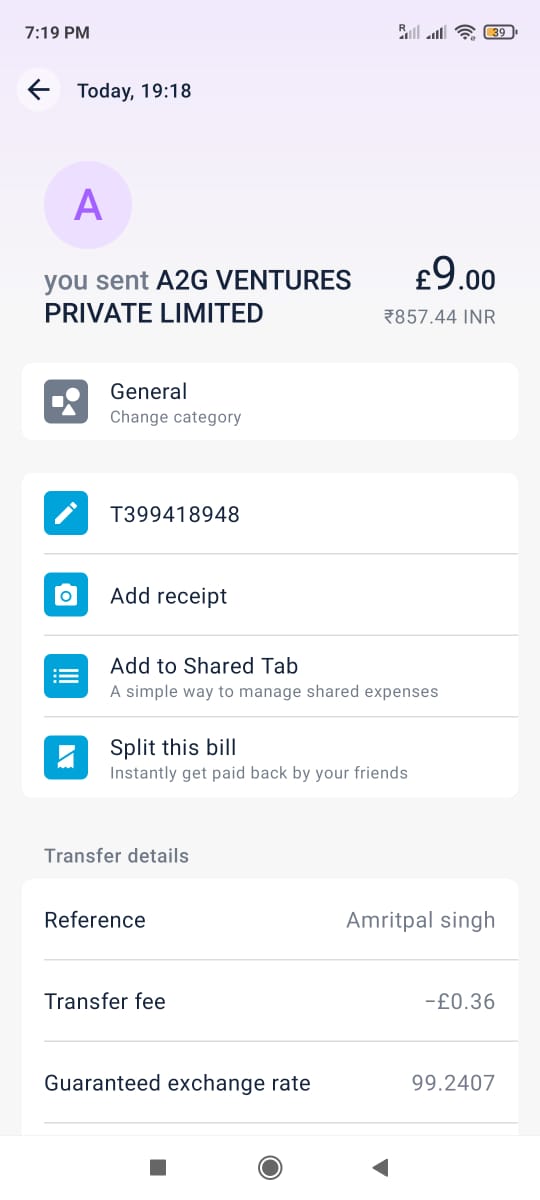 7:19 PM
R
39
Today, 19:18
A
you sent A2G VENTURES
PRIVATE LIMITED
£9.00
₹857.44 INR
General
Change category
T399418948
Add receipt
Add to Shared Tab
A simple way to manage shared expenses
Split this bill
Instantly get paid back by your friends
Transfer details
Reference
Amritpal singh
Transfer fee
−£0.36
Guaranteed exchange rate
99.2407